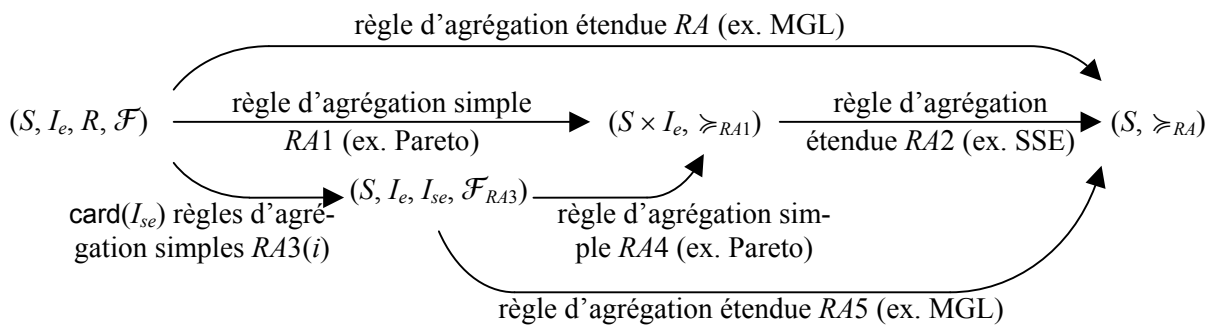 règle d'agrégation étendue RA (ex. MGL)
règle d'agrégation simple
règle d'agrégation
(S, Iₑ, R, ℱ)
(S × Iₑ, ≽RA1)
(S, ≽RA)
RA1 (ex. Pareto)
étendue RA2 (ex. SSE)
(S, Iₑ, Iₛₑ, ℱRA3)
card(Iₛₑ) règles d'agré-
gation simples RA3(i)
règle d'agrégation sim-
ple RA4 (ex. Pareto)
règle d'agrégation étendue RA5 (ex. MGL)